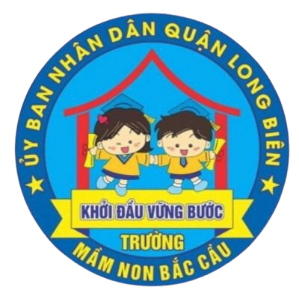 ỦY BAN NHÂN DÂN QUẬN LONG BIÊN
KHỞI ĐẦU VỮNG BƯỚC
TRƯỜNG
MẦM NON BẮC CẦU